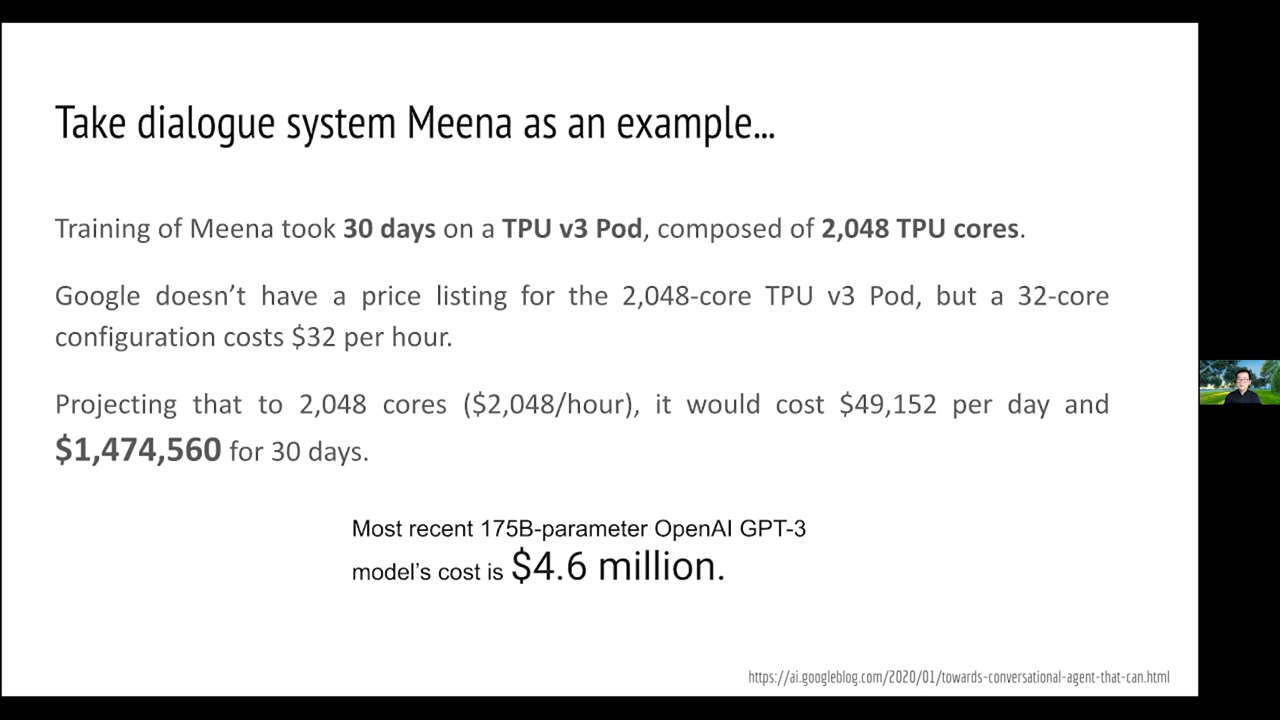 Take dialogue system Meena as an example...
Training of Meena took 30 days on a TPU v3 Pod, composed of 2,048 TPU cores.
Google doesn’t have a price listing for the 2,048-core TPU v3 Pod, but a 32-core
configuration costs $32 per hour.
Projecting that to 2,048 cores ($2,048/hour), it would cost $49,152 per day and
$1,474,560 for 30 days.
Most recent 175B-parameter OpenAI GPT-3
model’s cost is $4.6 million.
https://ai.googleblog.com/2020/01/towards-conversational-agent-that-can.html